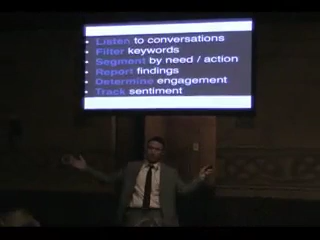 • Listen to conversations
• Filter keywords
• Segment by need / action
• Report findings
• Determine engagement
• Track sentiment